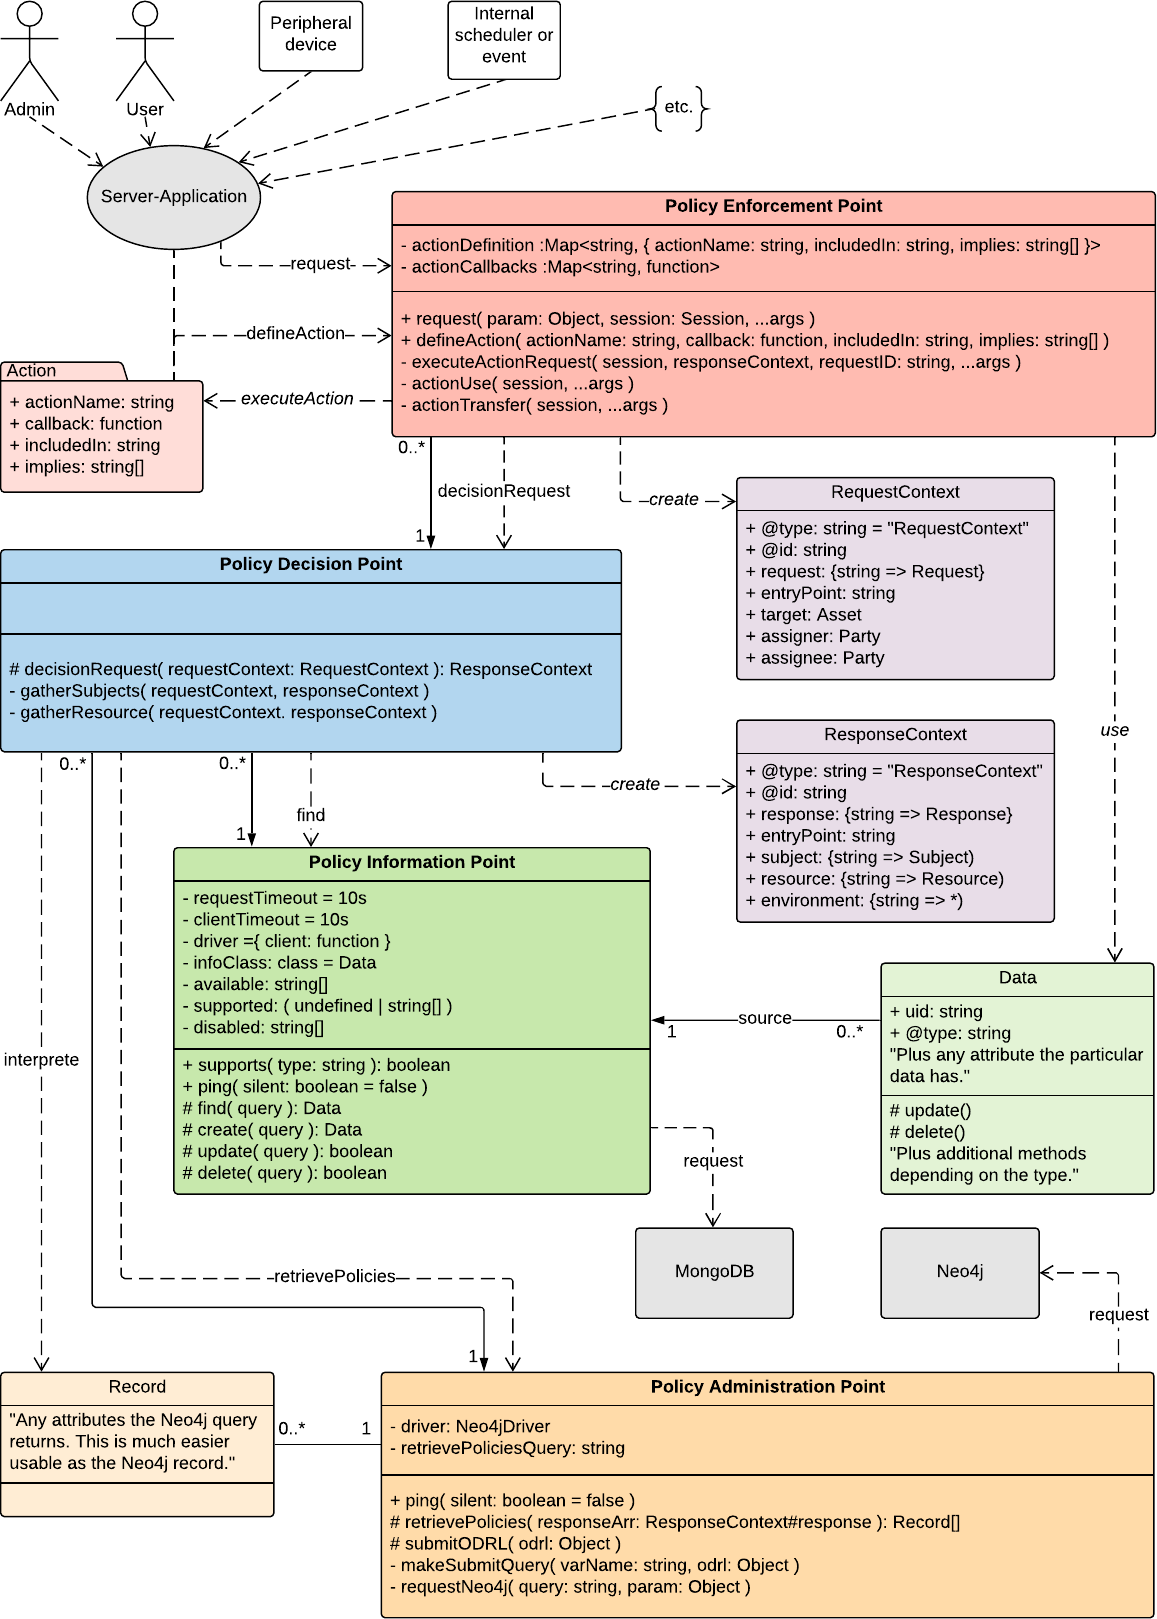 Admin
User
Peripheral
device
Internal
scheduler or
event
etc.
Server-Application
request
defineAction
executeAction
Policy Enforcement Point
- actionDefinition :Map<string, { actionName: string, includedIn: string, implies: string[] }>
- actionCallbacks :Map<string, function>
+ request( param: Object, session: Session, ...args )
+ defineAction( actionName: string, callback: function, includedIn: string, implies: string[] )
- executeActionRequest( session, responseContext, requestID: string, ...args )
- actionUse( session, ...args )
- actionTransfer( session, ...args )
Action
+ actionName: string
+ callback: function
+ includedIn: string
+ implies: string[]
0..*
decisionRequest
1
create
use
RequestContext
+ @type: string = "RequestContext"
+ @id: string
+ request: {string => Request}
+ entryPoint: string
+ target: Asset
+ assigner: Party
+ assignee: Party
Policy Decision Point
# decisionRequest( requestContext: RequestContext ): ResponseContext
- gatherSubjects( requestContext, responseContext )
- gatherResource( requestContext. responseContext )
0..*
0..*
1
find
create
ResponseContext
+ @type: string = "ResponseContext"
+ @id: string
+ response: {string => Response}
+ entryPoint: string
+ subject: {string => Subject)
+ resource: {string => Resource)
+ environment: {string => *)
Policy Information Point
- requestTimeout = 10s
- clientTimeout = 10s
- driver ={ client: function }
- infoClass: class = Data
- available: string[]
- supported: ( undefined | string[] )
- disabled: string[]
+ supports( type: string ): boolean
+ ping( silent: boolean = false )
# find( query ): Data
# create( query ): Data
# update( query ): boolean
# delete( query ): boolean
source
1
0..*
Data
+ uid: string
+ @type: string
"Plus any attribute the particular
data has."
# update()
# delete()
"Plus additional methods
depending on the type."
interprete
request
MongoDB
Neo4j
request
retrievePolicies
1
Record
"Any attributes the Neo4j query
returns. This is much easier
usable as the Neo4j record."
0..*
1
Policy Administration Point
- driver: Neo4jDriver
- retrievePoliciesQuery: string
+ ping( silent: boolean = false )
# retrievePolicies( responseArr: ResponseContext#response ): Record[]
# submitODRL( odrl: Object )
- makeSubmitQuery( varName: string, odrl: Object )
- requestNeo4j( query: string, param: Object )